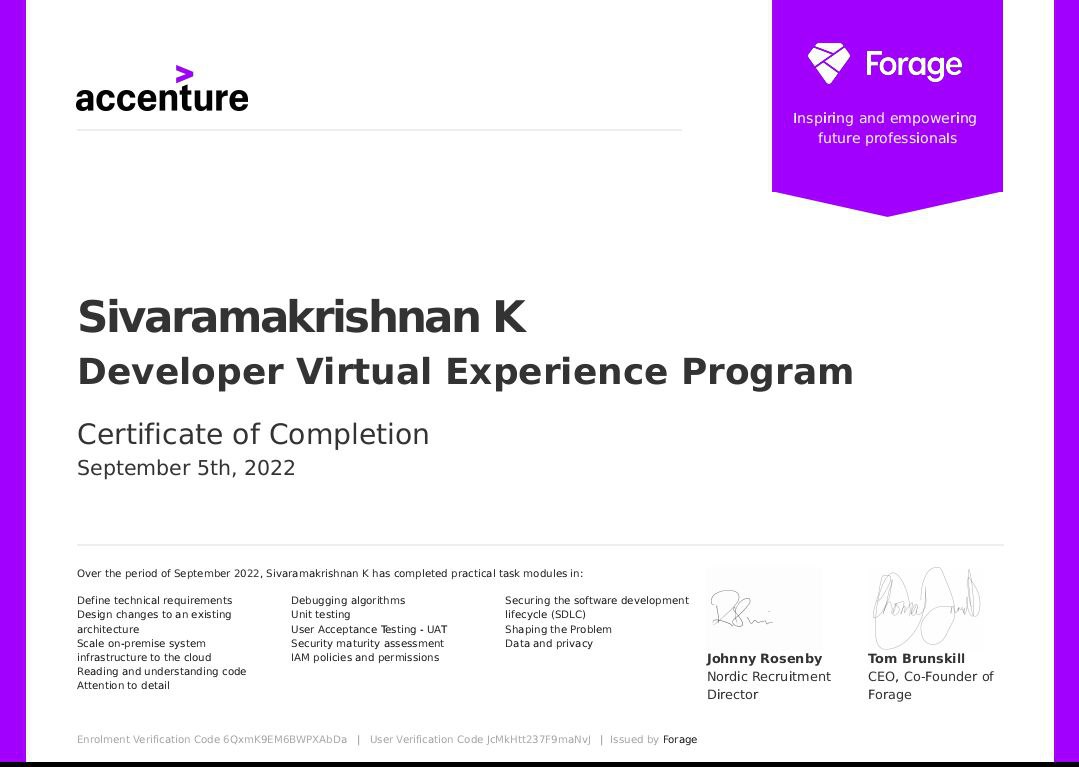 accenture
Forage
Inspiring and empowering
future professionals
Sivaramakrishnan K
Developer Virtual Experience Program
Certificate of Completion
September 5th, 2022
Over the period of September 2022, Sivaramakrishnan K has completed practical task modules in:
Define technical requirements
Design changes to an existing
architecture
Scale on-premise system
infrastructure to the cloud
Reading and understanding code
Attention to detail
Debugging algorithms
Unit testing
User Acceptance Testing - UAT
Security maturity assessment
IAM policies and permissions
Securing the software development
lifecycle (SDLC)
Shaping the Problem
Data and privacy
Johnny Rosenby
Nordic Recruitment
Director
Tom Brunskill
CEO, Co-Founder of
Forage
Enrolment Verification Code 6QxmK9EM6BWPXAbDa | User Verification Code JcMkHtt237F9maNvJ | Issued by Forage